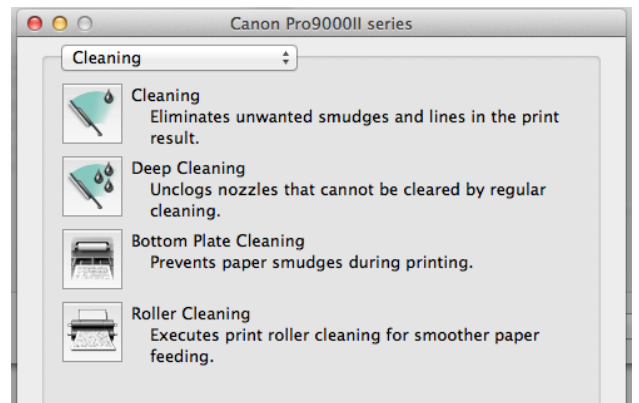 Canon Pro9000II series
Cleaning
Cleaning
Eliminates unwanted smudges and lines in the print
result.
Deep Cleaning
Unclogs nozzles that cannot be cleared by regular
cleaning.
Bottom Plate Cleaning
Prevents paper smudges during printing.
Roller Cleaning
Executes print roller cleaning for smoother paper
feeding.